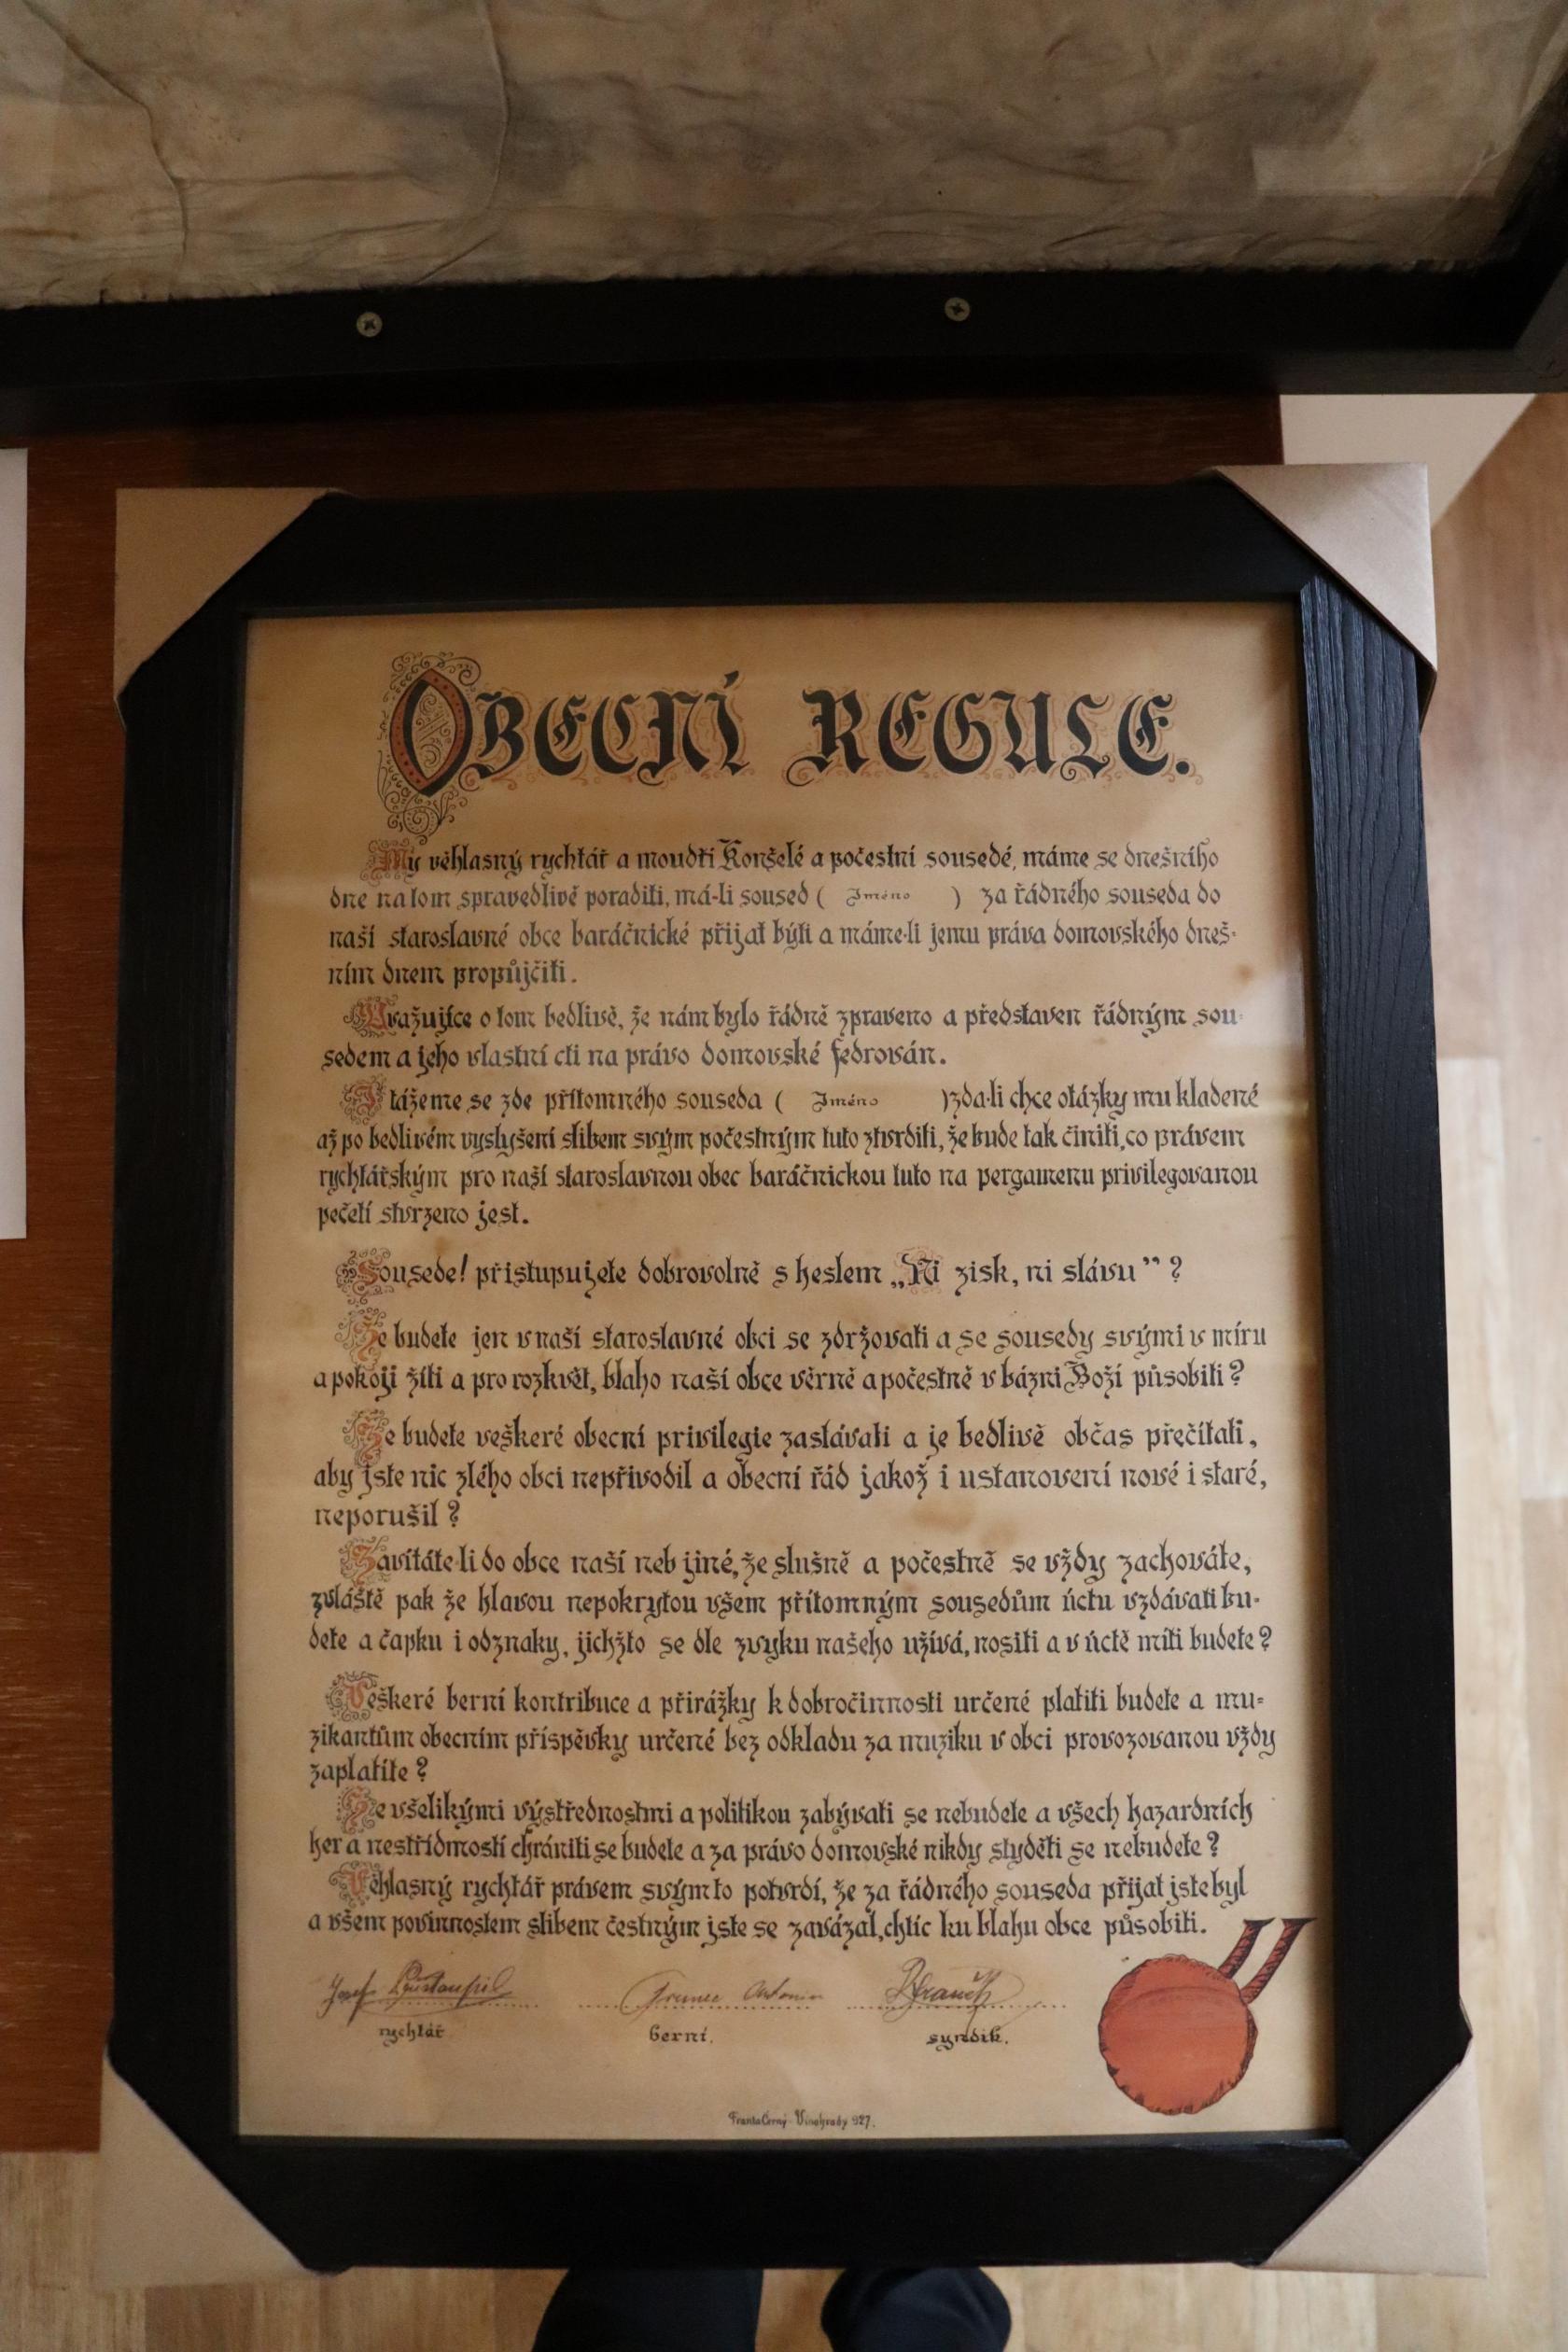 OBECNÍ REGULE.
My věhlasný rychtář a moudří Konšelé a počestní sousedé, máme se dnešního
dne na tom spravedlivě poraditi, má-li soused ( Jméno ) za řádného souseda do
naší staroslavné obce baráčnické přijat býti a máme-li jemu práva domovského dneš-
ním dnem propůjčiti.
Uvažujíce o tom bedlivě, že nám bylo řádně zpraveno a představen řádným sou-
sedem a jeho vlastní ctí na právo domovské fedrován.
I tážeme se zde přítomného souseda ( Jméno ) zda-li chce otázky mu kladené
až po bedlivém vyslyšení slibem svým počestným tuto ztvrditi, že bude tak činiti, co právem
rychtářským pro naší staroslavnou obec baráčnickou tuto na pergamenu privilegovanou
pečetí stvrzeno jest.
Sousede! přistupujete dobrovolně s heslem „Ni zisk, ni slávu" ?
Že budete jen v naší staroslavné obci se zdržovati a se sousedy svými v míru
a pokoji žíti a pro rozkvět, blaho naší obce věrně a počestně v bázni Boží působiti ?
Že budete veškeré obecní privilegie zastávati a je bedlivě občas přečítati,
aby jste nic zlého obci nepřivodil a obecní řád jakož i ustanovení nové i staré,
neporušil ?
Zavítáte-li do obce naší neb jiné, že slušně a počestně se vždy zachováte,
zvláště pak že hlavou nepokrytou všem přítomným sousedům úctu vzdávati bu-
dete a čapku i odznaky, jichžto se dle zvyku našeho užívá, nositi a v úctě míti budete ?
Veškeré berní kontribuce a přirážky k dobročinnosti určené platiti budete a mu-
zikantům obecním příspěvky určené bez odkladu za muziku v obci provozovanou vždy
zaplatíte ?
Že všelikými výstřednostmi a politikou zabývati se nebudete a všech hazardních
her a nestřídmostí chrániti se budete a za právo domovské nikdy styděti se nebudete ?
Věhlasný rychtář právem svým to potvrdí, že za řádného souseda přijat jste byl
a všem povinnostem slibem čestným jste se zavázal, chtíc ku blahu obce působiti.
Josef Antonín
rychtář berní. syndik.
Franta Černý Vinohrady 927.